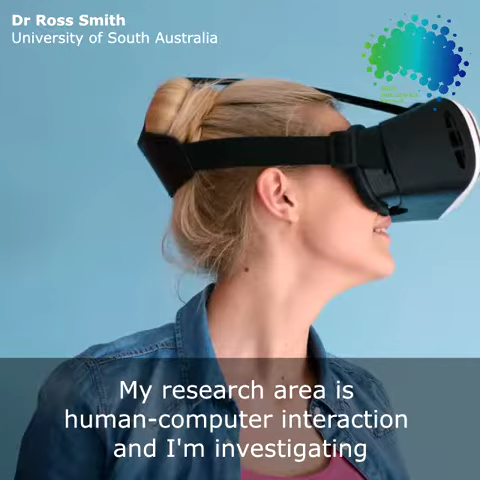 Dr Ross Smith
University of South Australia
My research area is
human-computer interaction
and I'm investigating